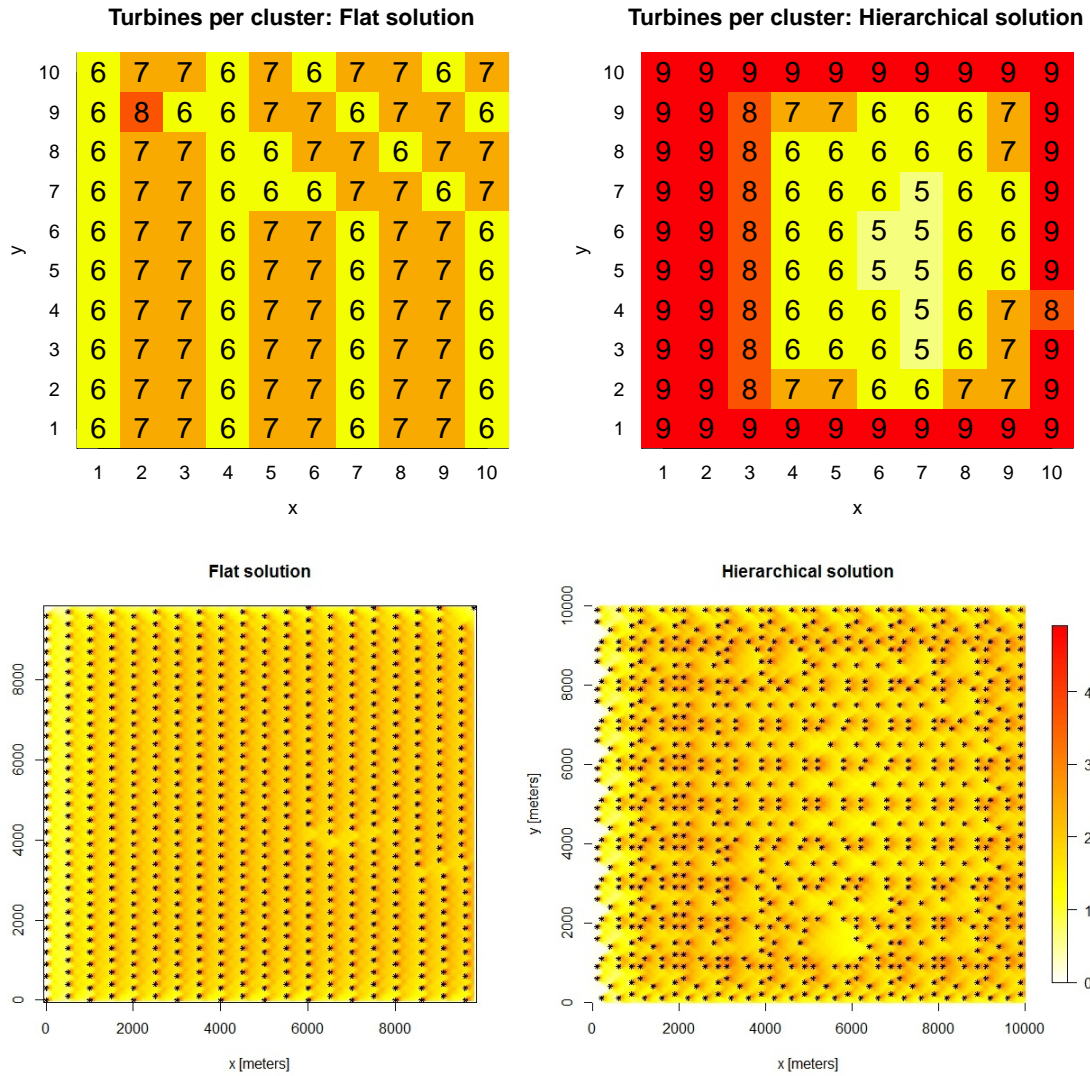 Turbines per cluster: Flat solution
10 6 7 7 6 7 6 7 7 6 7
9 6 8 6 6 7 7 6 7 7 6
8 6 7 7 6 6 7 7 6 7 7
7 6 7 7 6 6 6 7 7 6 7
6 6 7 7 6 7 7 6 7 7 6
5 6 7 7 6 7 7 6 7 7 6
4 6 7 7 6 7 7 6 7 7 6
3 6 7 7 6 7 7 6 7 7 6
2 6 7 7 6 7 7 6 7 7 6
1 6 7 7 6 7 7 6 7 7 6
1 2 3 4 5 6 7 8 9 10
x
y
Turbines per cluster: Hierarchical solution
10 9 9 9 9 9 9 9 9 9 9
9 9 9 8 7 7 6 6 6 7 9
8 9 9 8 6 6 6 6 6 7 9
7 9 9 8 6 6 6 5 6 6 9
6 9 9 8 6 6 5 5 6 6 9
5 9 9 8 6 6 5 5 6 6 9
4 9 9 8 6 6 6 5 6 7 8
3 9 9 8 6 6 6 5 6 7 9
2 9 9 8 7 7 6 6 7 7 9
1 9 9 9 9 9 9 9 9 9 9
1 2 3 4 5 6 7 8 9 10
x
y
Flat solution
8000
6000
4000
2000
0
0 2000 4000 6000 8000
x [meters]
Hierarchical solution
10000
8000
6000
4000
2000
0
y [meters]
0 2000 4000 6000 8000 10000
x [meters]
4
3
2
1
0